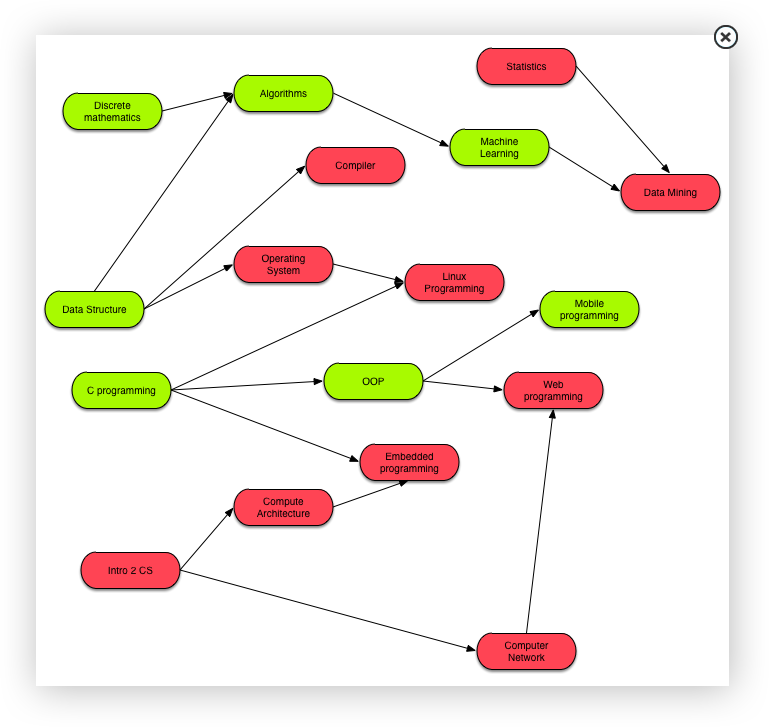 Statistics
Discrete
mathematics
Algorithms
Machine
Learning
Compiler
Data Mining
Operating
System
Linux
Programming
Data Structure
Mobile
programming
C programming
OOP
Web
programming
Embedded
programming
Compute
Architecture
Intro 2 CS
Computer
Network